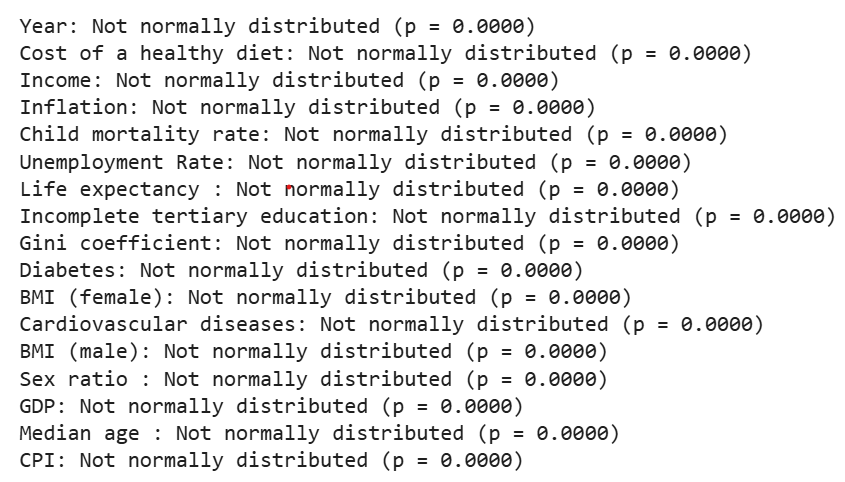 Year: Not normally distributed (p = 0.0000)
Cost of a healthy diet: Not normally distributed (p = 0.0000)
Income: Not normally distributed (p = 0.0000)
Inflation: Not normally distributed (p = 0.0000)
Child mortality rate: Not normally distributed (p = 0.0000)
Unemployment Rate: Not normally distributed (p = 0.0000)
Life expectancy : Not normally distributed (p = 0.0000)
Incomplete tertiary education: Not normally distributed (p = 0.0000)
Gini coefficient: Not normally distributed (p = 0.0000)
Diabetes: Not normally distributed (p = 0.0000)
BMI (female): Not normally distributed (p = 0.0000)
Cardiovascular diseases: Not normally distributed (p = 0.0000)
BMI (male): Not normally distributed (p = 0.0000)
Sex ratio : Not normally distributed (p = 0.0000)
GDP: Not normally distributed (p = 0.0000)
Median age : Not normally distributed (p = 0.0000)
CPI: Not normally distributed (p = 0.0000)